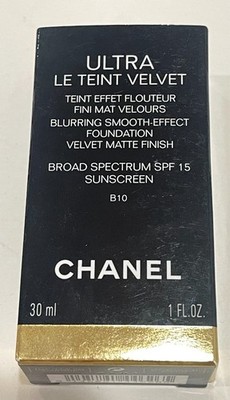 ULTRA
LE TEINT VELVET
TEINT EFFET FLOUTEUR
FINI MAT VELOURS
BLURRING SMOOTH-EFFECT
FOUNDATION
VELVET MATTE FINISH
BROAD SPECTRUM SPF 15
SUNSCREEN
B10
CHANEL
30 ml 1 FL.OZ.